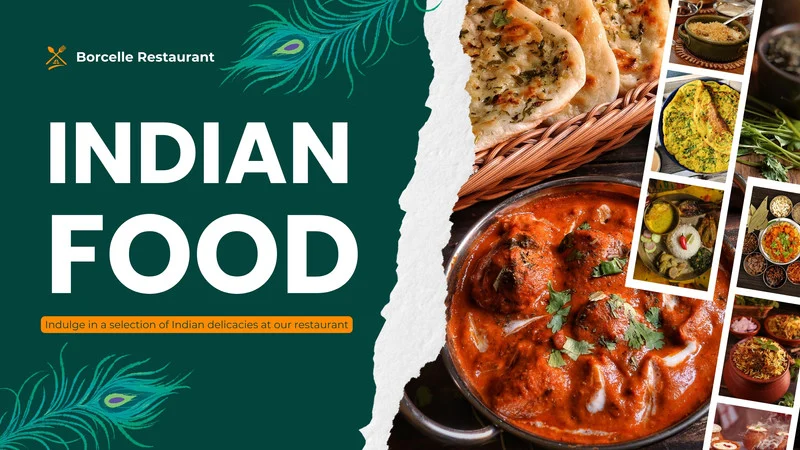 Borcelle Restaurant
INDIAN
FOOD
Indulge in a selection of Indian delicacies at our restaurant